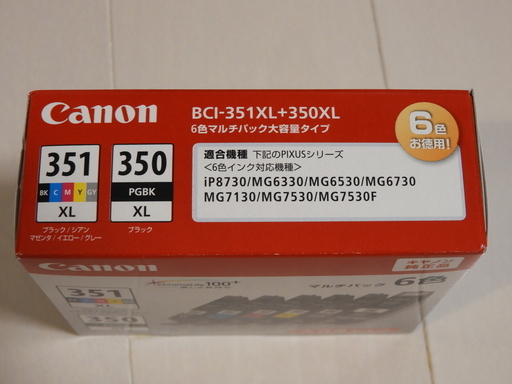 Canon
BCI-351XL+350XL
6色マルチパック大容量タイプ
6色
お徳用!
351
BK C M Y GY
XL
ブラック/シアン
マゼンタ/イエロー/グレー
350
PGBK
XL
ブラック
適合機種 下記のPIXUSシリーズ
<6色インク対応機種>
iP8730/MG6330/MG6530/MG6730
MG7130/MG7530/MG7530F
Canon
キヤノン
純正品
351
XL
350
100+
マルチパック
6色